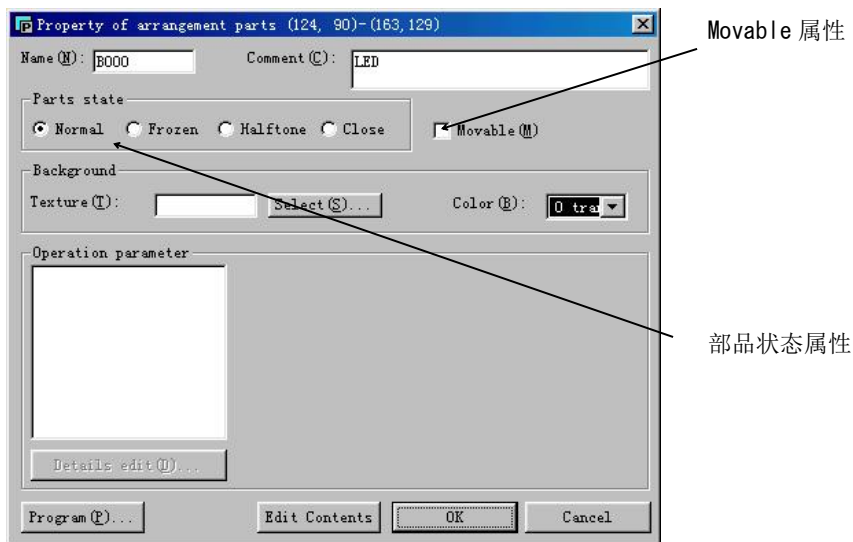 Property of arrangement parts (124, 90)-(163,129)
Movable 属性
Name(N): B000 Comment(C): LED
Parts state
Normal Frozen Halftone Close Movable(M)
Background
Texture(T): Select(S)... Color(B): 0 tra
Operation parameter
部品状态属性
Details edit(D)...
Program(P)... Edit Contents OK Cancel